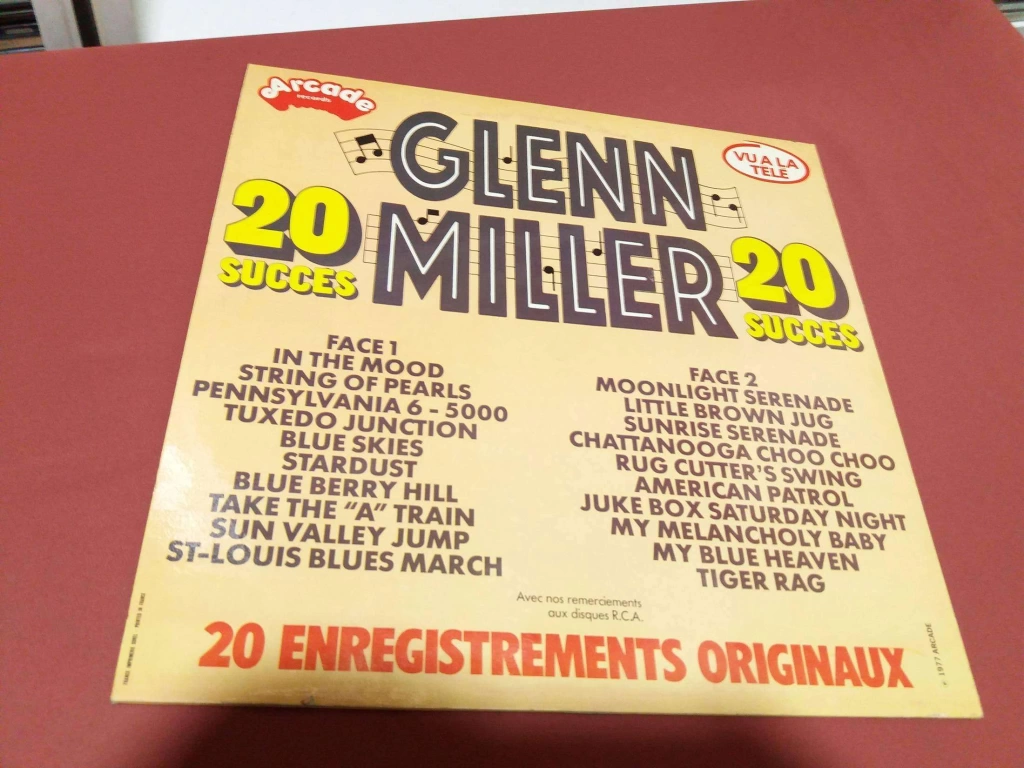 Arcade
records
GLENN
MILLER
VU A LA
TELE
20
SUCCES
20
SUCCES
FACE 1
IN THE MOOD
STRING OF PEARLS
PENNSYLVANIA 6 - 5000
TUXEDO JUNCTION
BLUE SKIES
STARDUST
BLUE BERRY HILL
TAKE THE “A” TRAIN
SUN VALLEY JUMP
ST-LOUIS BLUES MARCH
FACE 2
MOONLIGHT SERENADE
LITTLE BROWN JUG
SUNRISE SERENADE
CHATTANOOGA CHOO CHOO
RUG CUTTER'S SWING
AMERICAN PATROL
JUKE BOX SATURDAY NIGHT
MY MELANCHOLY BABY
MY BLUE HEAVEN
TIGER RAG
Avec nos remerciements
aux disques R.C.A.
20 ENREGISTREMENTS ORIGINAUX
1977 ARCADE